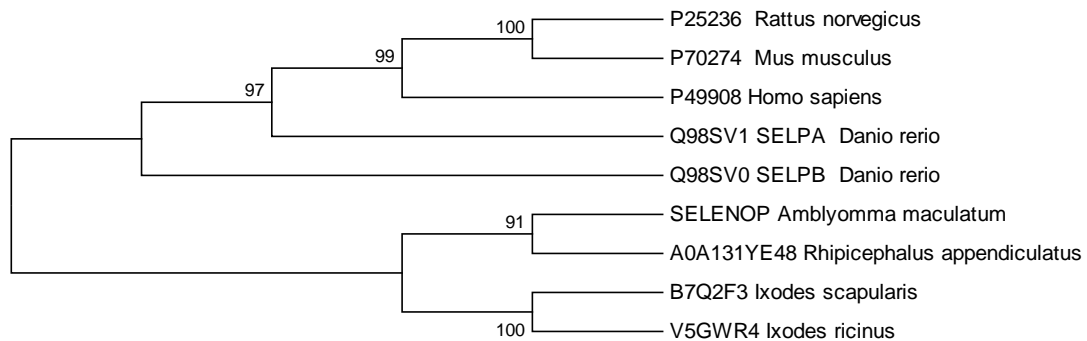 P25236 Rattus norvegicus
100
P70274 Mus musculus
99
P49908 Homo sapiens
97
Q98SV1 SELPA Danio rerio
Q98SV0 SELPB Danio rerio
SELENOP Amblyomma maculatum
91
A0A131YE48 Rhipicephalus appendiculatus
B7Q2F3 Ixodes scapularis
100
V5GWR4 Ixodes ricinus